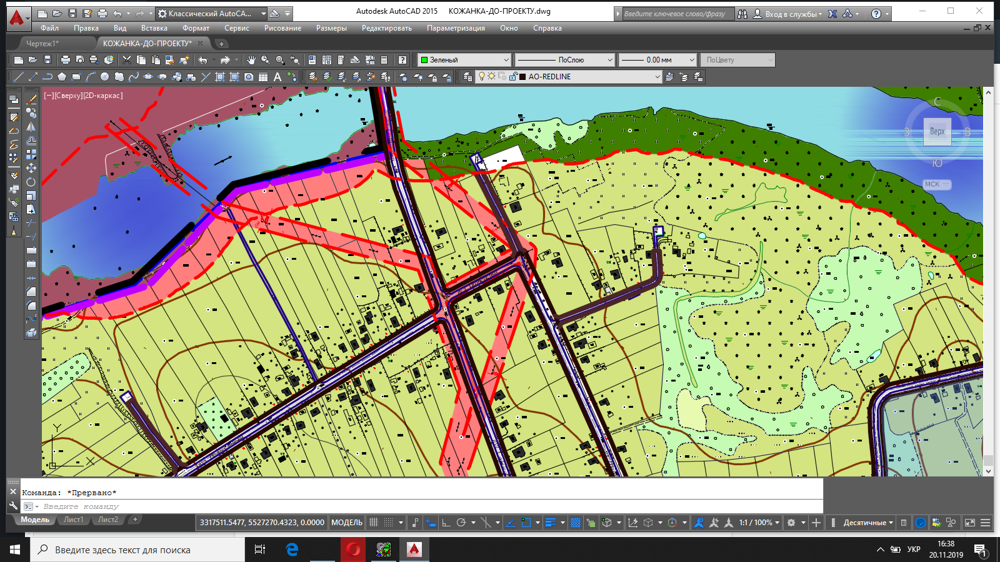 Классический AutoCA...
Autodesk AutoCAD 2015 КОЖАНКА-ДО-ПРОЕКТУ.dwg
Введите ключевое слово/фразу
Вход в службы
Файл Правка Вид Вставка Формат Сервис Рисование Размеры Редактировать Параметризация Окно Справка
Чертеж1*
КОЖАНКА-ДО-ПРОЕКТУ*
Зеленый
ПоСлою
0.00 мм
ПоЦвету
AO-REDLINE
[−][Сверху][2D-каркас]
С
З
Верх
В
Ю
МСК
Y
X
Команда: *Прервано*
Введите команду
Модель Лист1 Лист2
3317511.5477, 5527270.4323, 0.0000
МОДЕЛЬ
1:1 / 100%
Десятичные
Введите здесь текст для поиска
УКР
16:38
20.11.2019
1